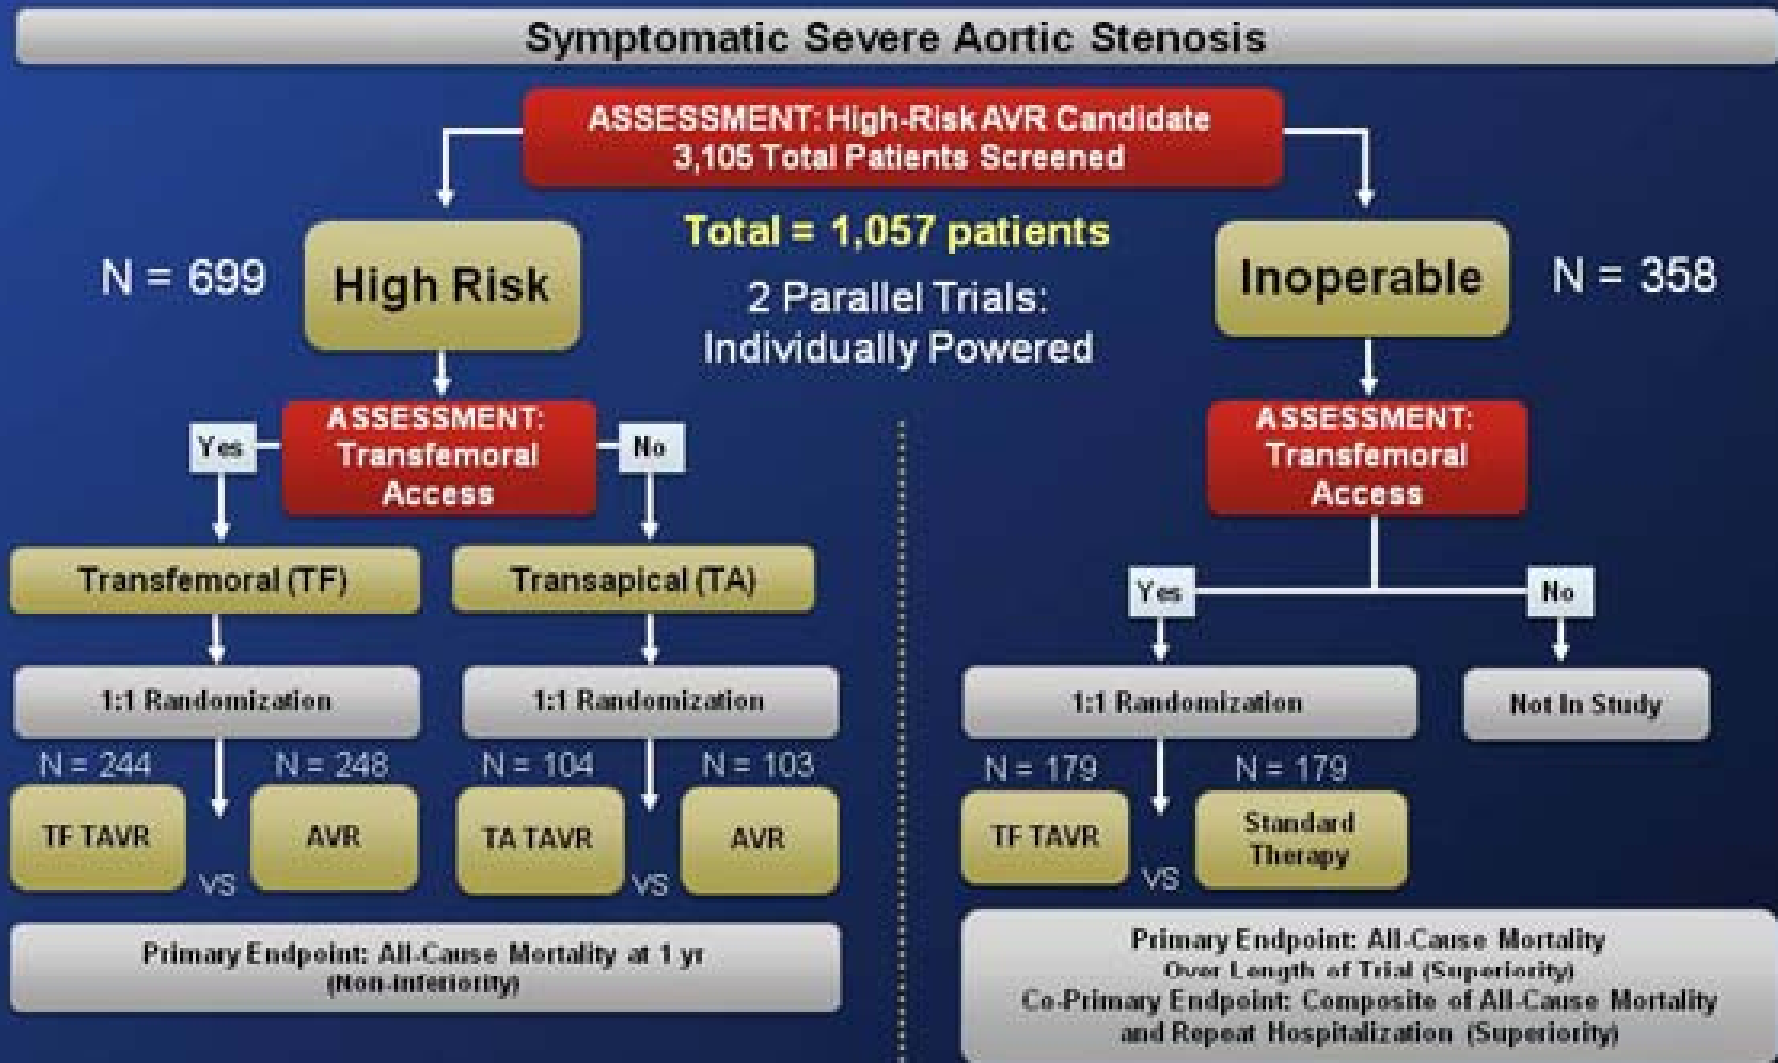 Symptomatic Severe Aortic Stenosis
ASSESSMENT: High-Risk AVR Candidate
3,105 Total Patients Screened
Total = 1,057 patients
2 Parallel Trials:
Individually Powered
N = 699
High Risk
Inoperable
N = 358
ASSESSMENT:
Transfemoral
Access
Yes
No
Transfemoral (TF)
Transapical (TA)
1:1 Randomization
1:1 Randomization
N = 244
N = 248
N = 104
N = 103
TF TAVR
VS
AVR
TA TAVR
VS
AVR
Primary Endpoint: All-Cause Mortality at 1 yr
(Non-inferiority)
ASSESSMENT:
Transfemoral
Access
Yes
No
1:1 Randomization
Not In Study
N = 179
N = 179
TF TAVR
VS
Standard
Therapy
Primary Endpoint: All-Cause Mortality
Over Length of Trial (Superiority)
Co-Primary Endpoint: Composite of All-Cause Mortality
and Repeat Hospitalization (Superiority)